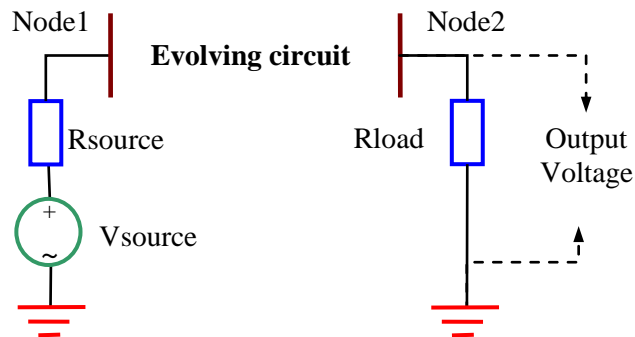 Node1
Node2
Evolving circuit
Rsource
Rload
Output
Voltage
+
~
Vsource